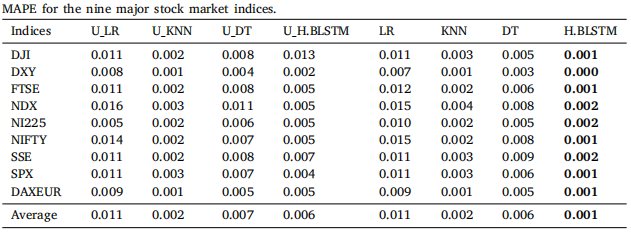 MAPE for the nine major stock market indices.
Indices U_LR U_KNN U_DT U_H.BLSTM LR KNN DT H.BLSTM
DJI 0.011 0.002 0.008 0.013 0.011 0.003 0.005 0.001
DXY 0.008 0.001 0.004 0.002 0.007 0.001 0.003 0.000
FTSE 0.011 0.002 0.008 0.005 0.012 0.002 0.006 0.001
NDX 0.016 0.003 0.011 0.005 0.015 0.004 0.008 0.002
NI225 0.005 0.002 0.006 0.005 0.010 0.002 0.005 0.002
NIFTY 0.014 0.002 0.007 0.005 0.015 0.002 0.008 0.001
SSE 0.011 0.002 0.008 0.007 0.011 0.003 0.009 0.002
SPX 0.011 0.003 0.007 0.004 0.011 0.003 0.006 0.001
DAXEUR 0.009 0.001 0.005 0.005 0.009 0.001 0.005 0.001
Average 0.011 0.002 0.007 0.006 0.011 0.002 0.006 0.001